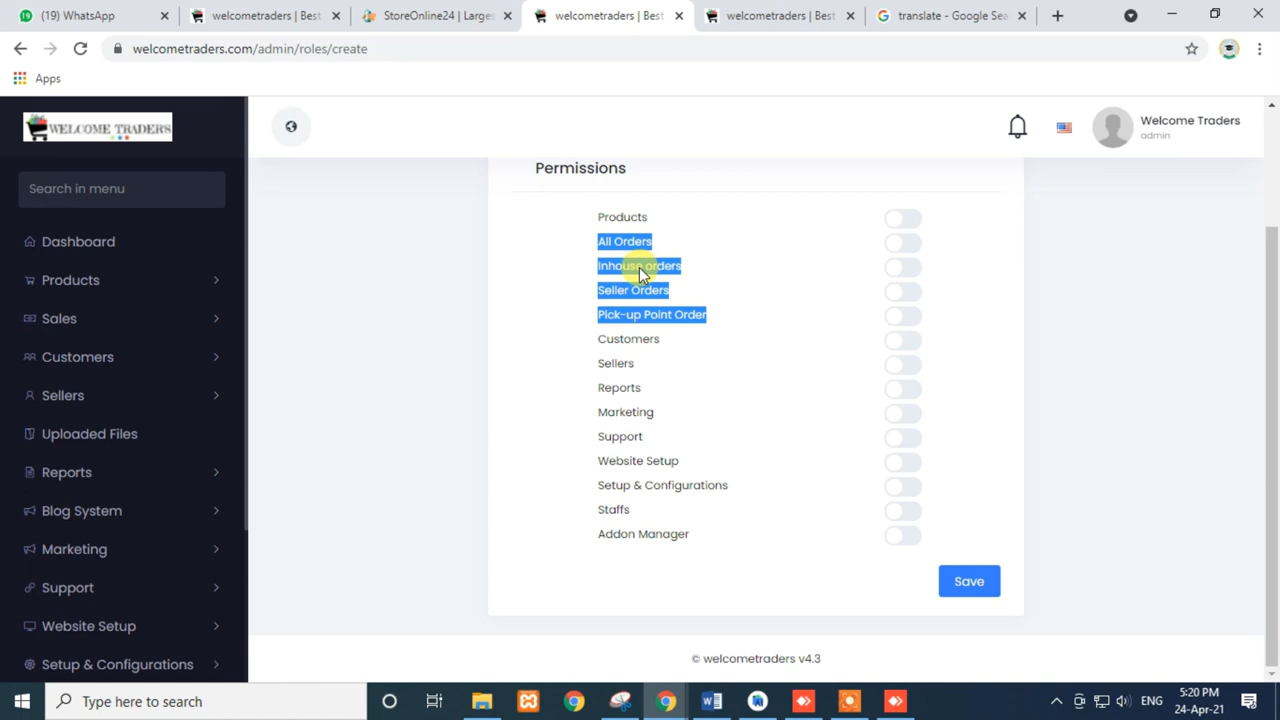 (19) WhatsApp
welcometraders | Best
StoreOnline24 | Larges
welcometraders | Best
welcometraders | Best
translate - Google Sea
welcometraders.com/admin/roles/create
Apps
WELCOME TRADERS
Welcome Traders
admin
Search in menu
Dashboard
Products
Sales
Customers
Sellers
Uploaded Files
Reports
Blog System
Marketing
Support
Website Setup
Setup & Configurations
Permissions
Products
All Orders
Inhouse orders
Seller Orders
Pick-up Point Order
Customers
Sellers
Reports
Marketing
Support
Website Setup
Setup & Configurations
Staffs
Addon Manager
Save
© welcometraders v4.3
Type here to search
ENG
5:20 PM
24-Apr-21